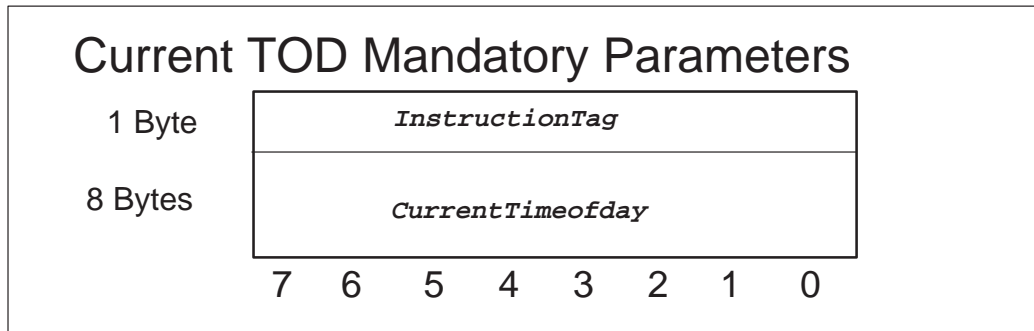 Current TOD Mandatory Parameters
1 Byte InstructionTag
8 Bytes CurrentTimeofday
7 6 5 4 3 2 1 0